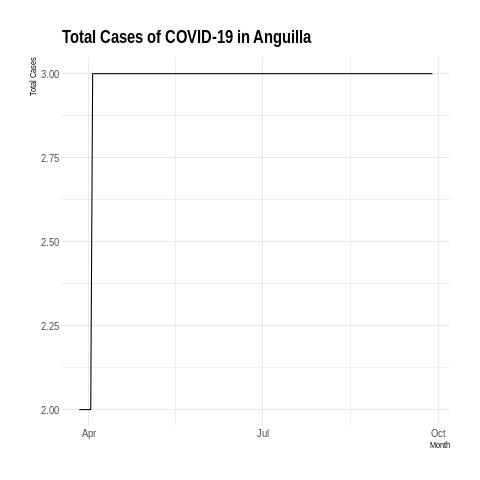 Total Cases of COVID-19 in Anguilla
Total Cases
3.00
2.75
2.50
2.25
2.00
Apr
Jul
Oct
Month